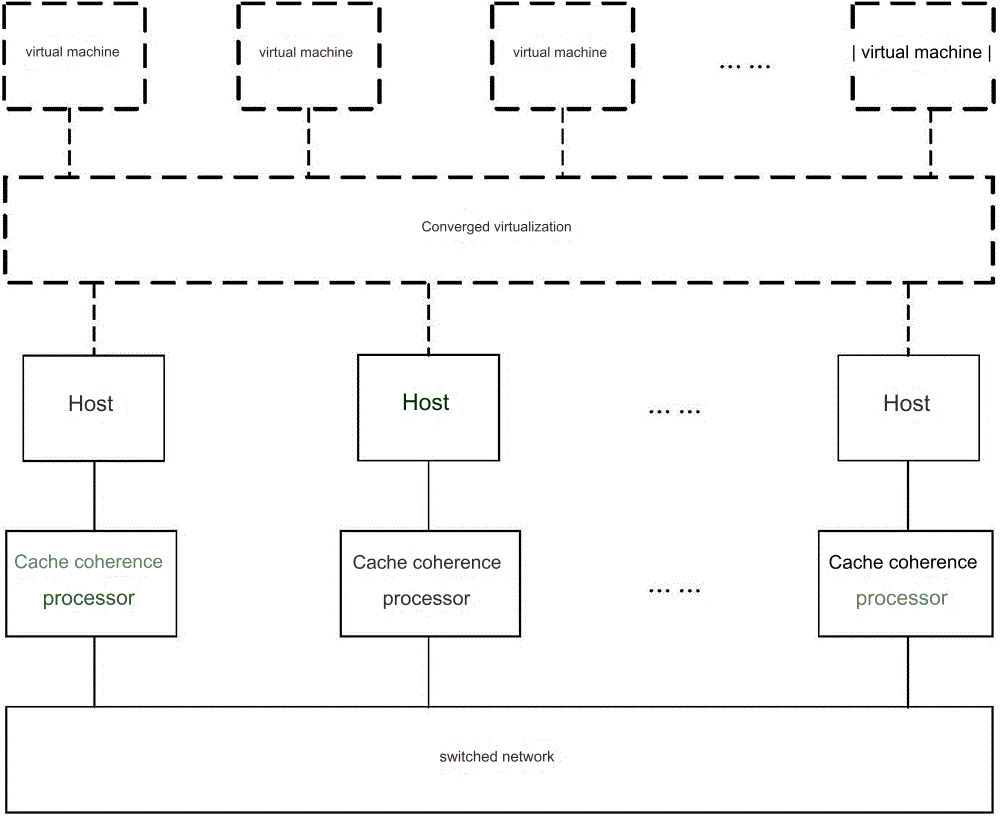 virtual machine
virtual machine
virtual machine
... ...
| virtual machine |
Converged virtualization
Host
Host
... ...
Host
Cache coherence
processor
Cache coherence
processor
... ...
Cache coherence
processor
switched network